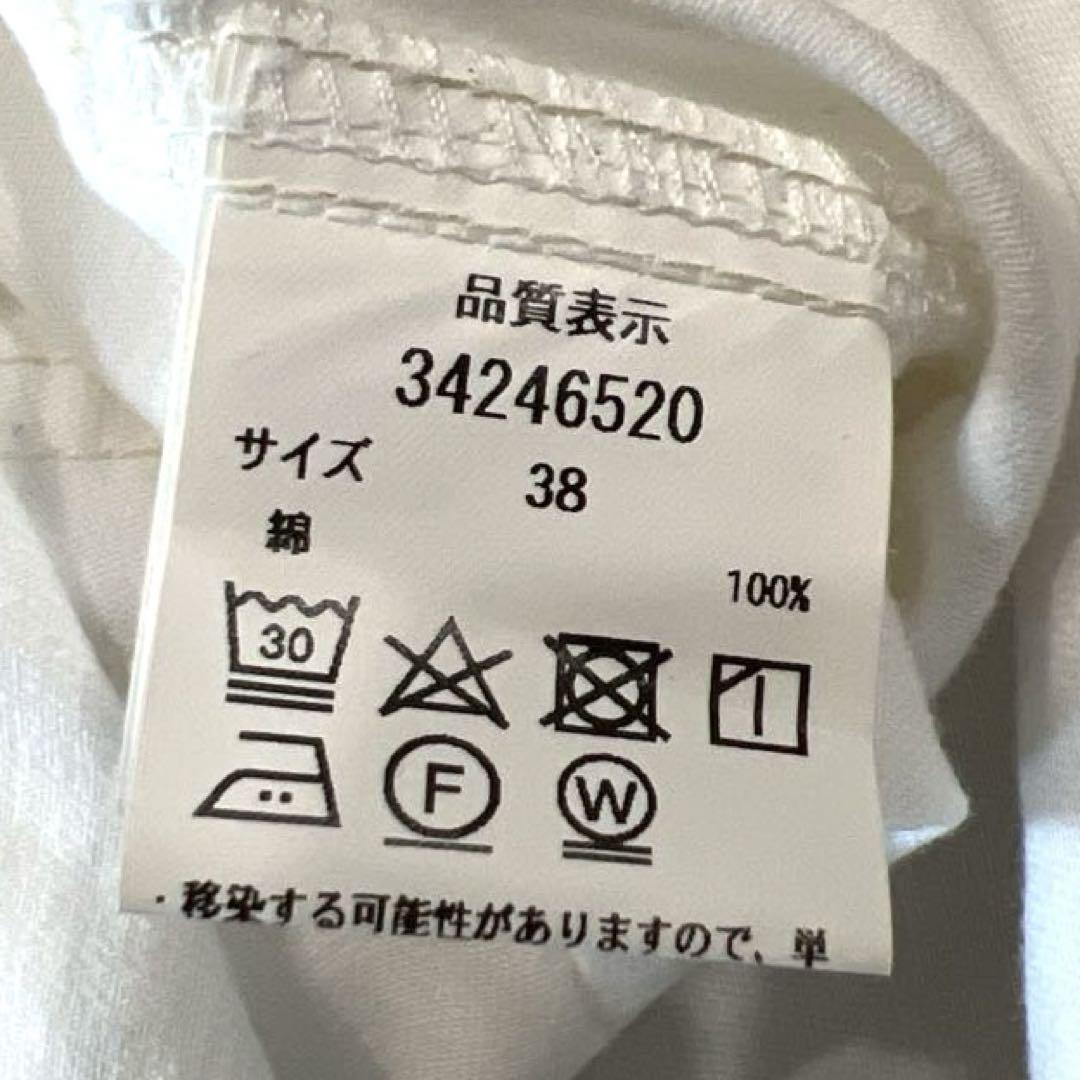 品質表示
34246520
サイズ 38
綿
100%
30
F W
・移染する可能性がありますので、単